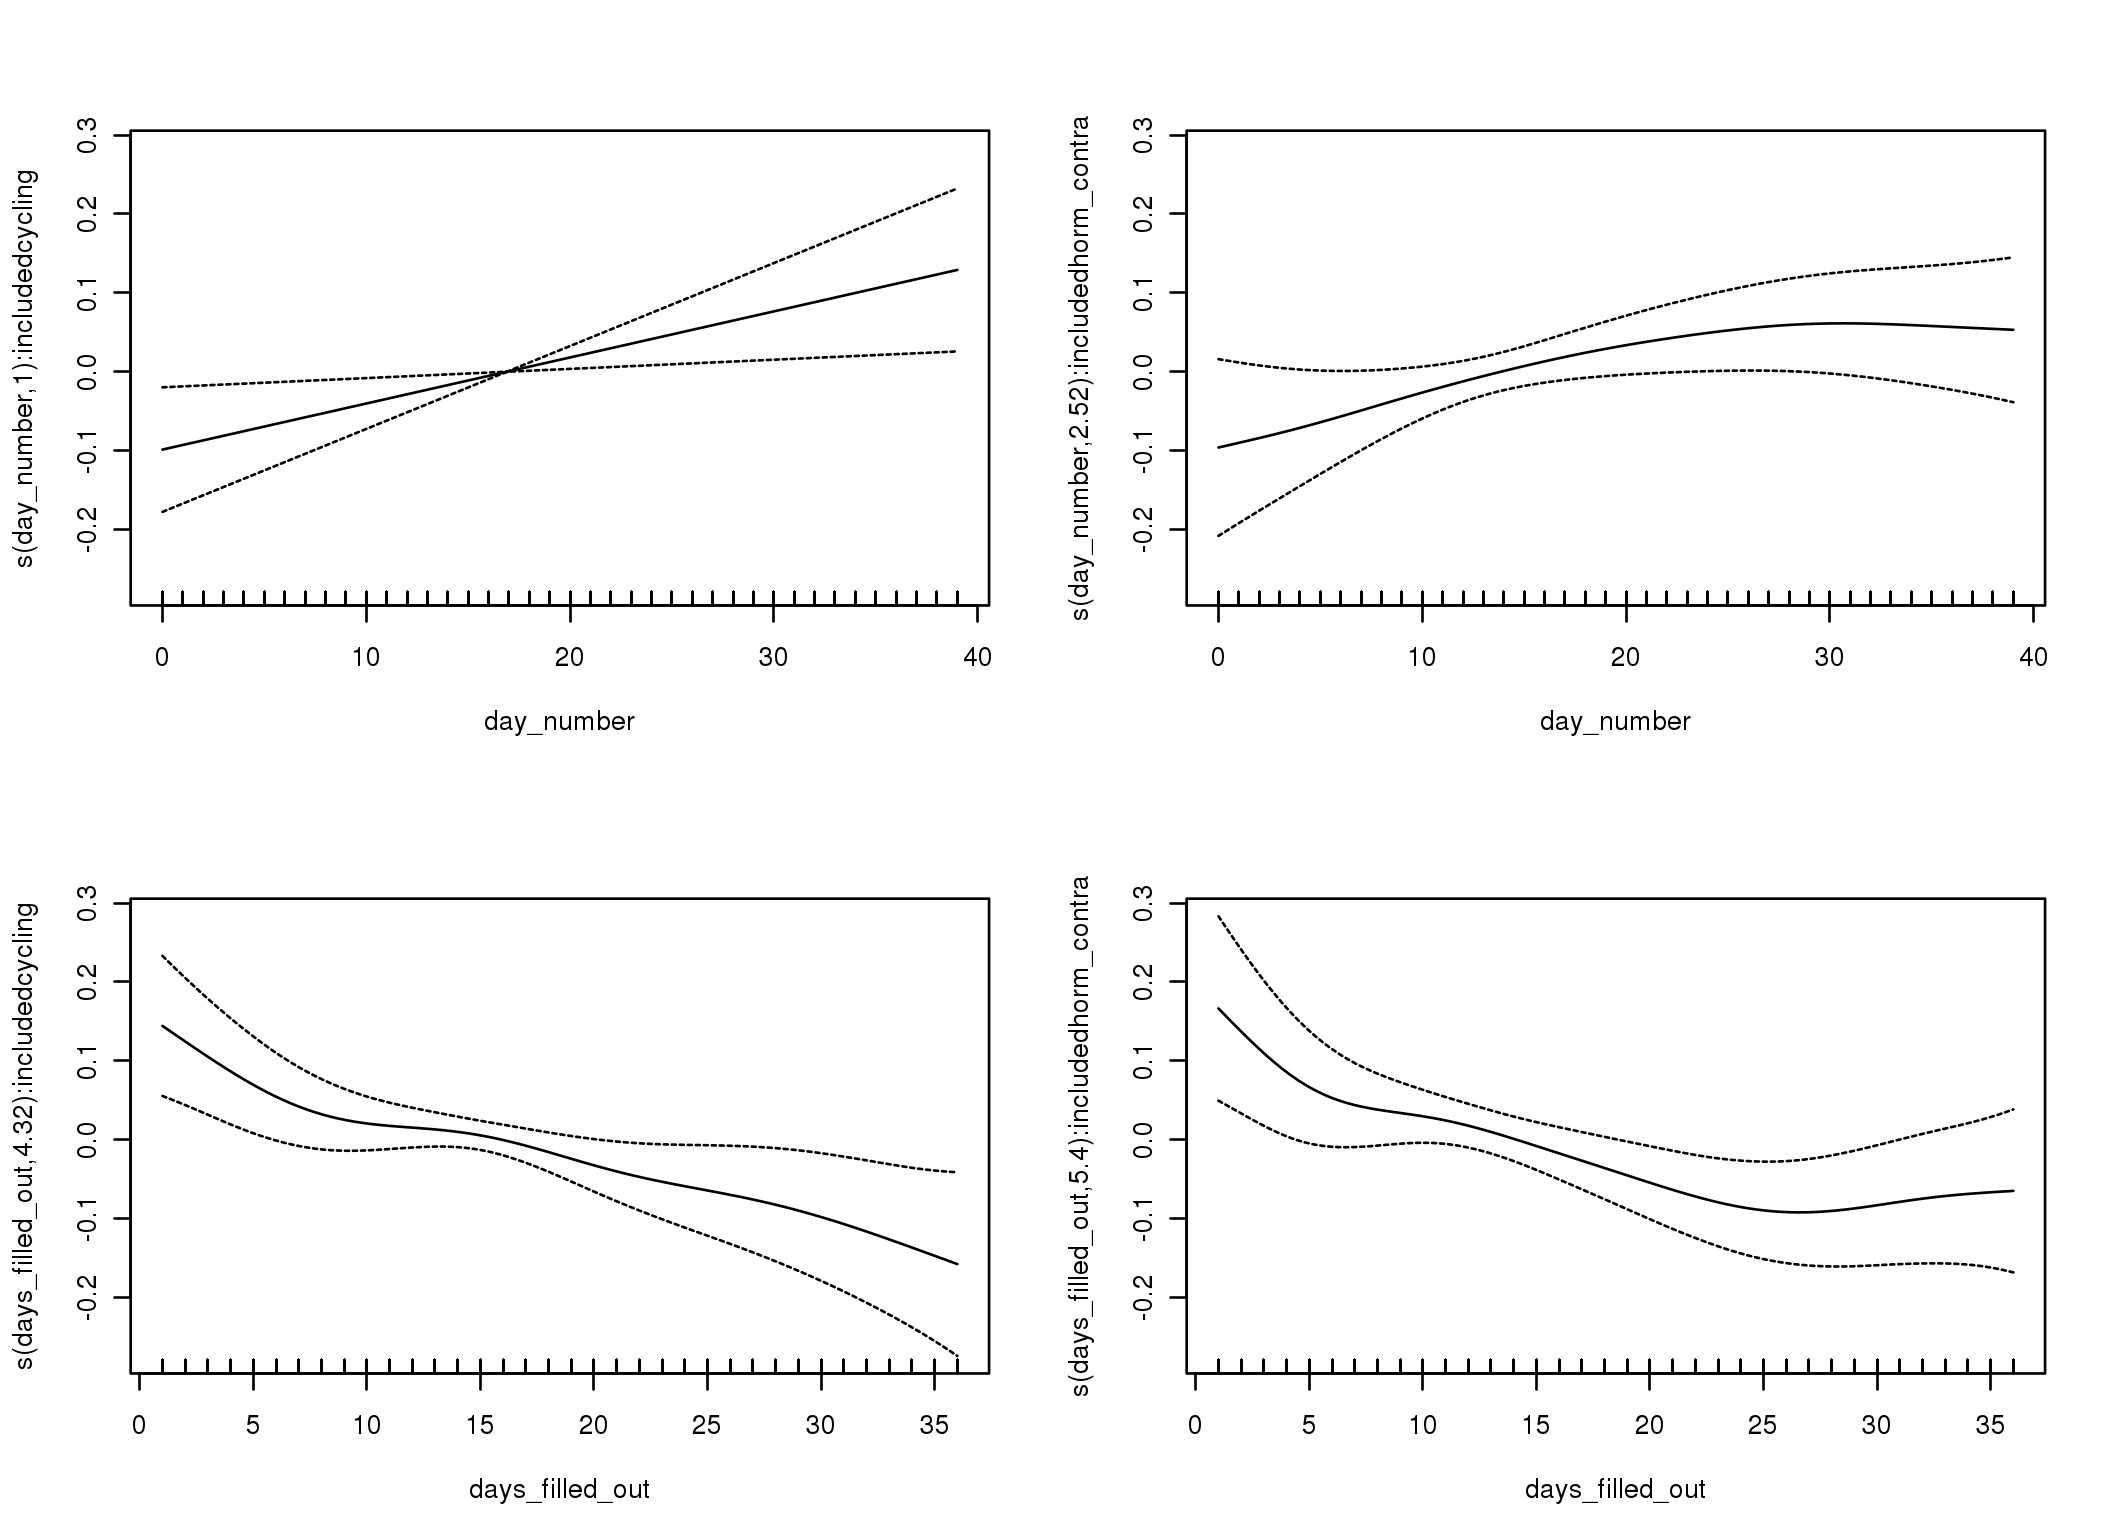 s(day_number,1):includedcycling
0.3
0.2
0.1
0.0
-0.1
-0.2
0 10 20 30 40
day_number
s(day_number,2.52):includedhorm_contra
0.3
0.2
0.1
0.0
-0.1
-0.2
0 10 20 30 40
day_number
s(days_filled_out,4.32):includedcycling
0.3
0.2
0.1
0.0
-0.1
-0.2
0 5 10 15 20 25 30 35
days_filled_out
s(days_filled_out,5.4):includedhorm_contra
0.3
0.2
0.1
0.0
-0.1
-0.2
0 5 10 15 20 25 30 35
days_filled_out